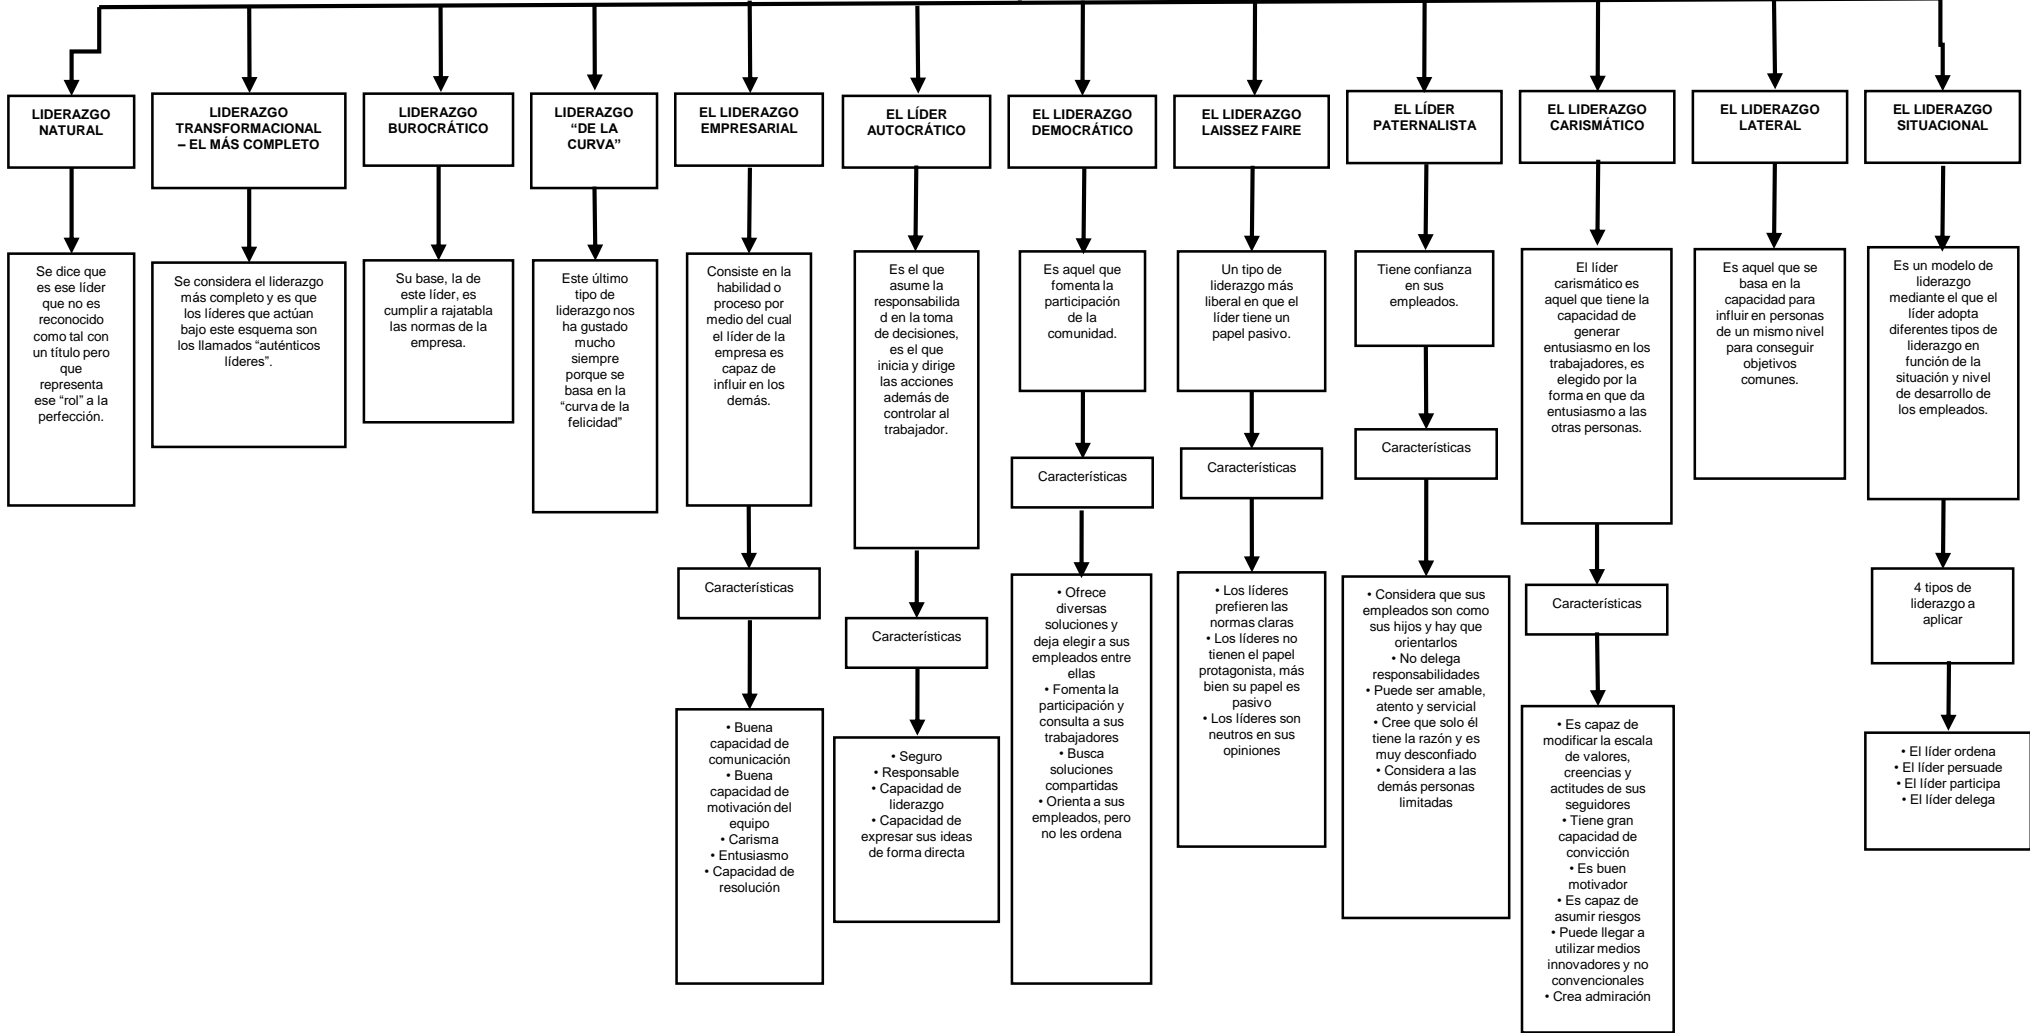 LIDERAZGO
NATURAL
LIDERAZGO
TRANSFORMACIONAL
– EL MÁS COMPLETO
LIDERAZGO
BUROCRÁTICO
LIDERAZGO
“DE LA
CURVA”
EL LIDERAZGO
EMPRESARIAL
EL LÍDER
AUTOCRÁTICO
EL LIDERAZGO
DEMOCRÁTICO
EL LIDERAZGO
LAISSEZ FAIRE
EL LÍDER
PATERNALISTA
EL LIDERAZGO
CARISMÁTICO
EL LIDERAZGO
LATERAL
EL LIDERAZGO
SITUACIONAL
Se dice que
es ese líder
que no es
reconocido
como tal con
un título pero
que
representa
ese “rol” a la
perfección.
Se considera el liderazgo
más completo y es que
los líderes que actúan
bajo este esquema son
los llamados “auténticos
líderes”.
Su base, la de
este líder, es
cumplir a rajatabla
las normas de la
empresa.
Este último
tipo de
liderazgo nos
ha gustado
mucho
siempre
porque se
basa en la
“curva de la
felicidad”
Consiste en la
habilidad o
proceso por
medio del cual
el líder de la
empresa es
capaz de
influir en los
demás.
Es el que
asume la
responsabilida
d en la toma
de decisiones,
es el que
inicia y dirige
las acciones
además de
controlar al
trabajador.
Es aquel que
fomenta la
participación
de la
comunidad.
Un tipo de
liderazgo más
liberal en que el
líder tiene un
papel pasivo.
Tiene confianza
en sus
empleados.
El líder
carismático es
aquel que tiene la
capacidad de
generar
entusiasmo en los
trabajadores, es
elegido por la
forma en que da
entusiasmo a las
otras personas.
Es aquel que se
basa en la
capacidad para
influir en personas
de un mismo nivel
para conseguir
objetivos
comunes.
Es un modelo de
liderazgo
mediante el que el
líder adopta
diferentes tipos de
liderazgo en
función de la
situación y nivel
de desarrollo de
los empleados.
Características
Características
Características
Características
Características
Características
4 tipos de
liderazgo a
aplicar
• Buena
capacidad de
comunicación
• Buena
capacidad de
motivación del
equipo
• Carisma
• Entusiasmo
• Capacidad de
resolución
• Seguro
• Responsable
• Capacidad de
liderazgo
• Capacidad de
expresar sus ideas
de forma directa
• Ofrece
diversas
soluciones y
deja elegir a sus
empleados entre
ellas
• Fomenta la
participación y
consulta a sus
trabajadores
• Busca
soluciones
compartidas
• Orienta a sus
empleados, pero
no les ordena
• Los líderes
prefieren las
normas claras
• Los líderes no
tienen el papel
protagonista, más
bien su papel es
pasivo
• Los líderes son
neutros en sus
opiniones
• Considera que sus
empleados son como
sus hijos y hay que
orientarlos
• No delega
responsabilidades
• Puede ser amable,
atento y servicial
• Cree que solo él
tiene la razón y es
muy desconfiado
• Considera a las
demás personas
limitadas
• Es capaz de
modificar la escala
de valores,
creencias y
actitudes de sus
seguidores
• Tiene gran
capacidad de
convicción
• Es buen
motivador
• Es capaz de
asumir riesgos
• Puede llegar a
utilizar medios
innovadores y no
convencionales
• Crea admiración
• El líder ordena
• El líder persuade
• El líder participa
• El líder delega